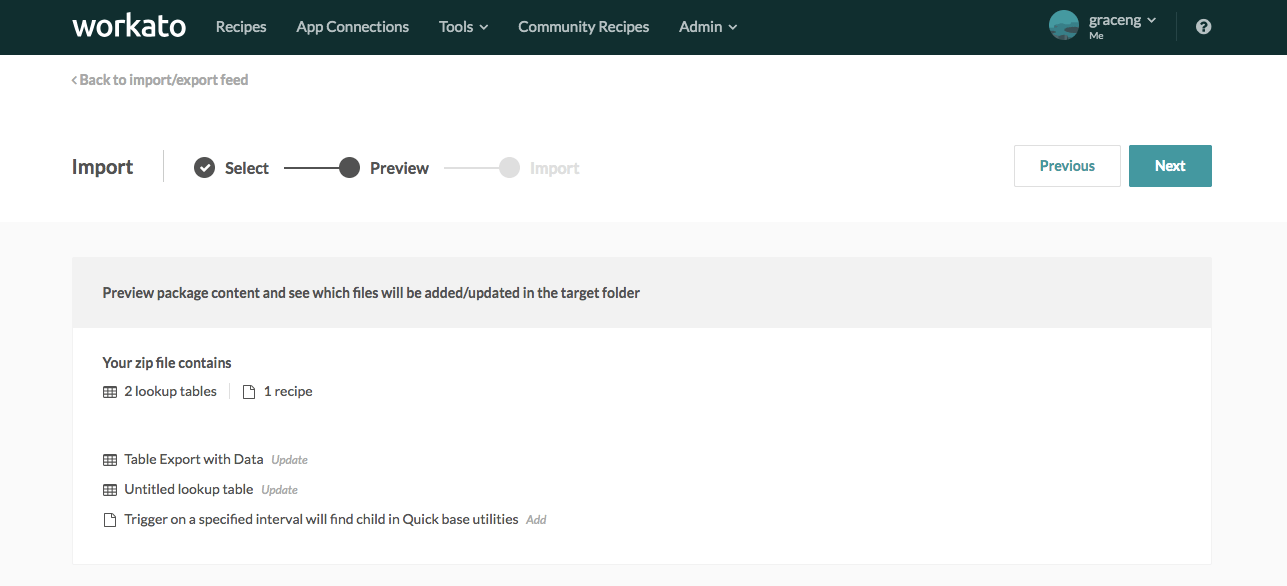 workato Recipes App Connections Tools Community Recipes Admin graceng
Me
Back to import/export feed
Import Select Preview Import Previous Next
Preview package content and see which files will be added/updated in the target folder
Your zip file contains
2 lookup tables 1 recipe
Table Export with Data Update
Untitled lookup table Update
Trigger on a specified interval will find child in Quick base utilities Add